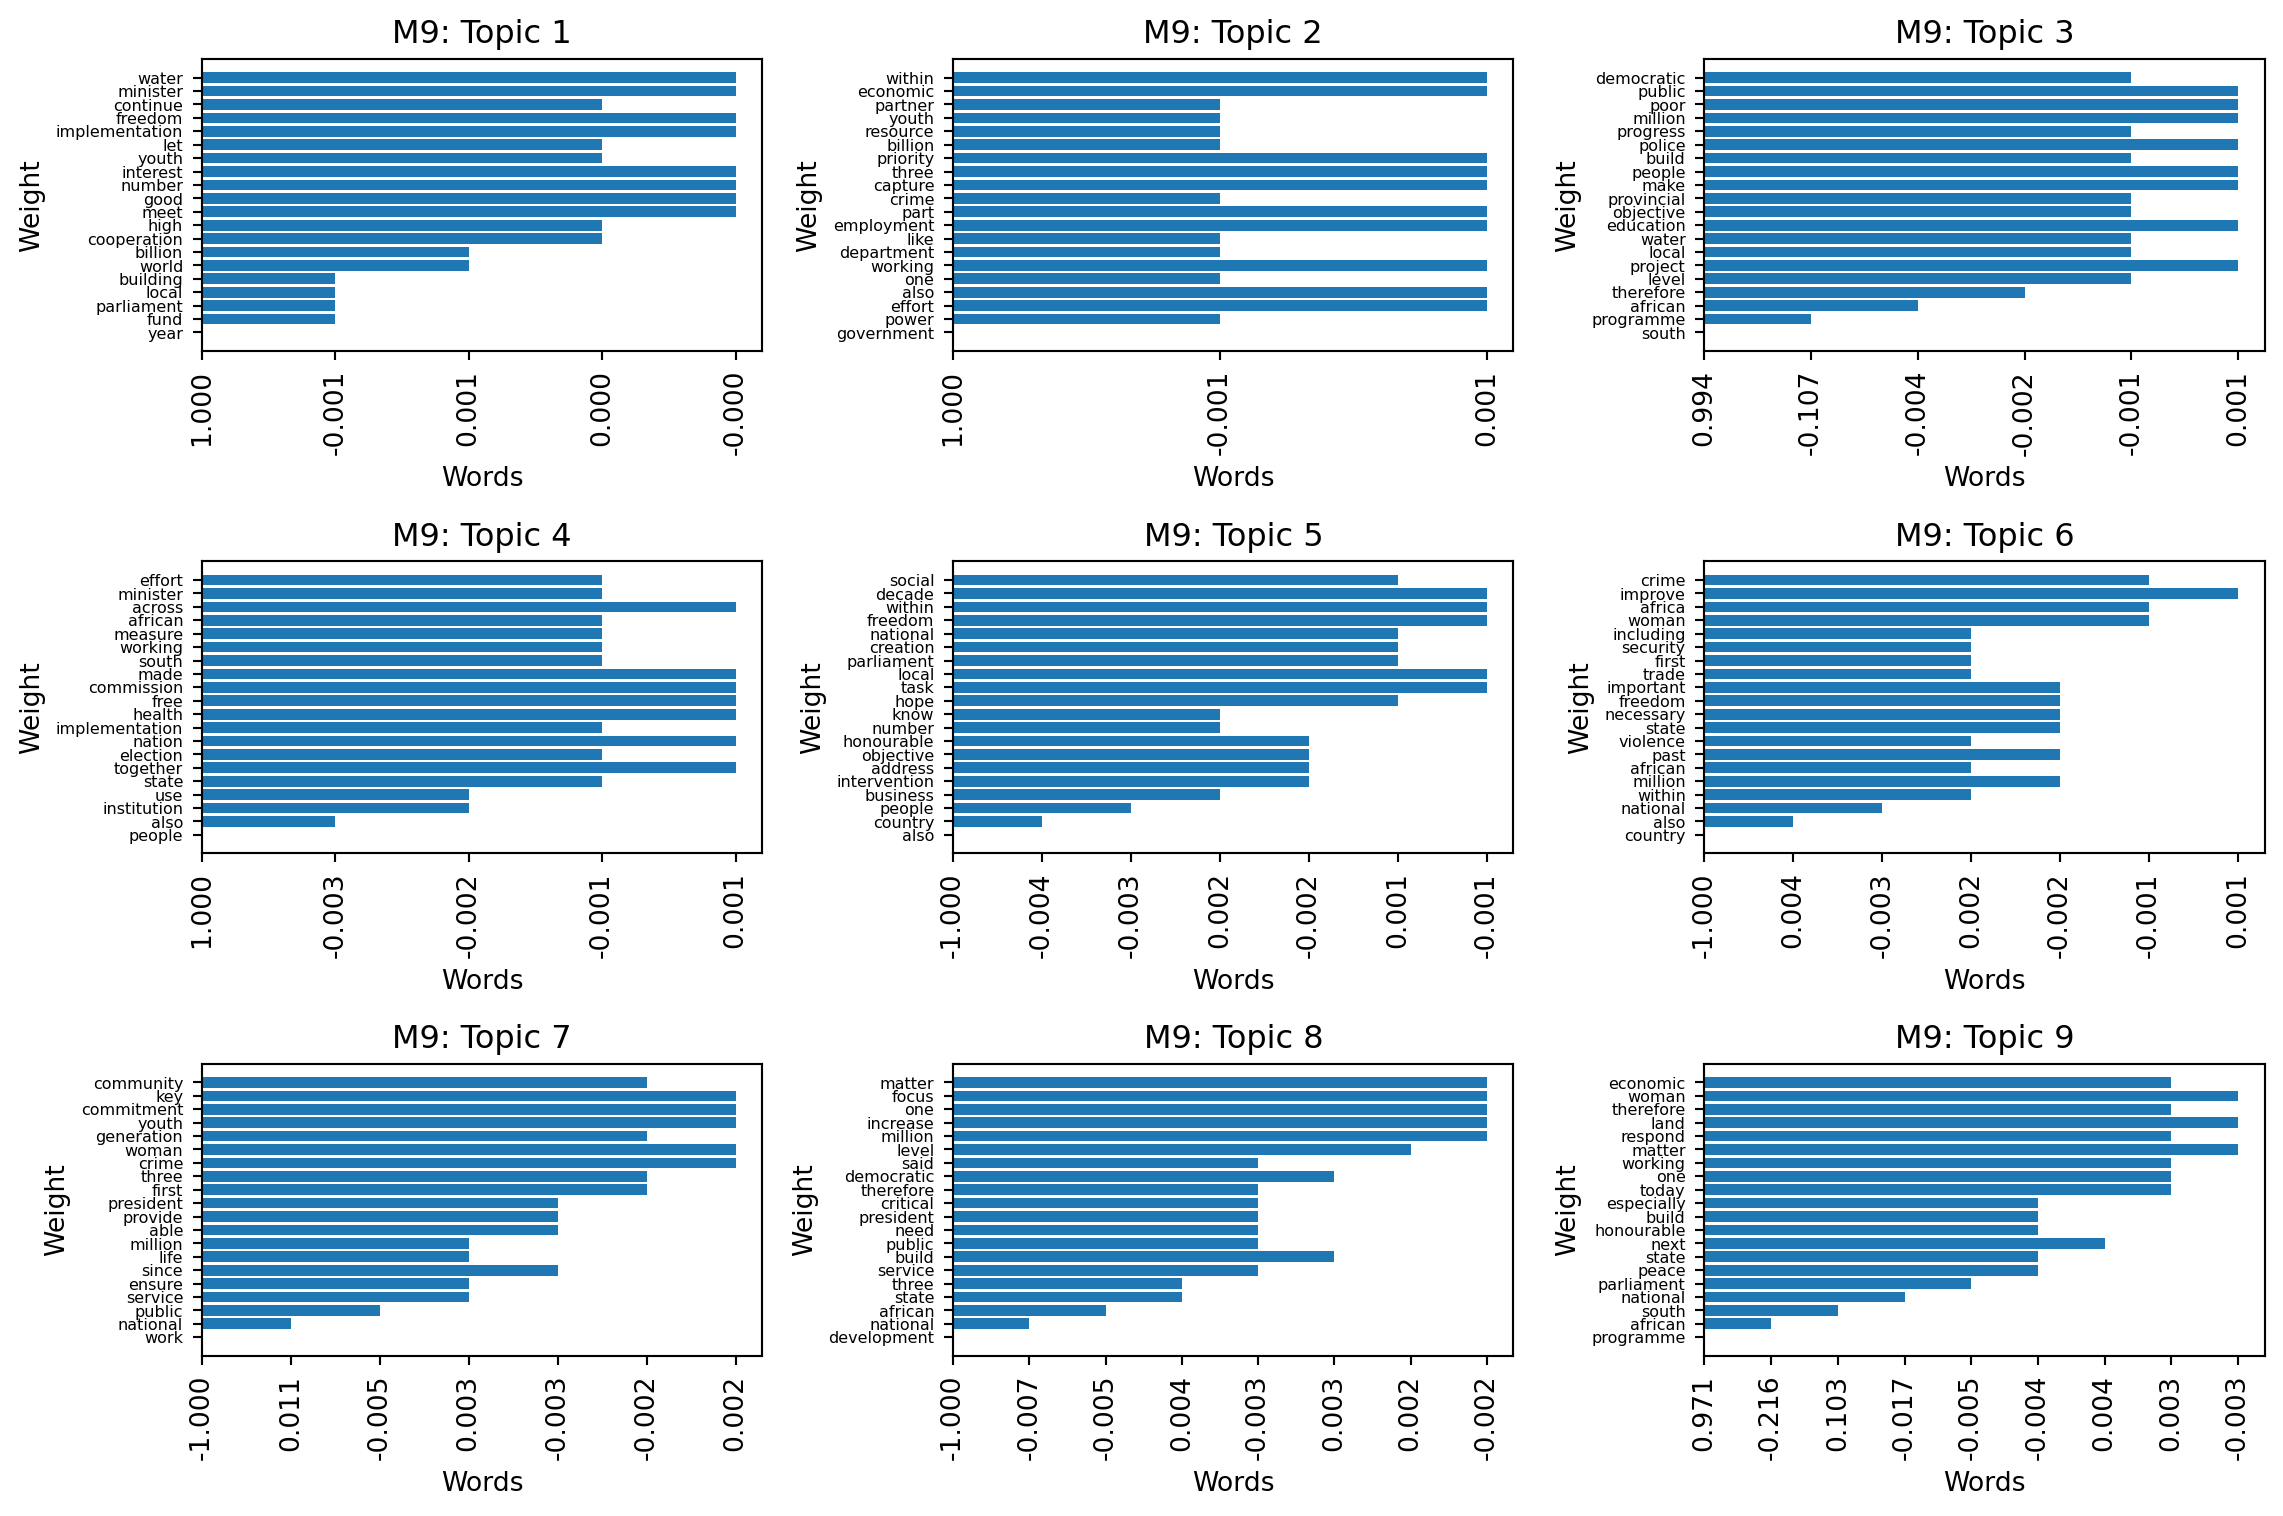 M9: Topic 1
water
minister
continue
freedom
implementation
let
youth
interest
number
good
meet
high
cooperation
billion
world
building
local
parliament
fund
year
Weight
1.000
-0.001
0.001
0.000
-0.000
Words
M9: Topic 2
within
economic
partner
youth
resource
billion
priority
three
capture
crime
part
employment
like
department
working
one
also
effort
power
government
Weight
1.000
-0.001
0.001
Words
M9: Topic 3
democratic
public
poor
million
progress
police
build
people
make
provincial
objective
education
water
local
project
level
therefore
african
programme
south
Weight
0.994
-0.107
-0.004
-0.002
-0.001
0.001
Words
M9: Topic 4
effort
minister
across
african
measure
working
south
made
commission
free
health
implementation
nation
election
together
state
use
institution
also
people
Weight
1.000
-0.003
-0.002
-0.001
0.001
Words
M9: Topic 5
social
decade
within
freedom
national
creation
parliament
local
task
hope
know
number
honourable
objective
address
intervention
business
people
country
also
Weight
-1.000
-0.004
-0.003
0.002
-0.002
0.001
-0.001
Words
M9: Topic 6
crime
improve
africa
woman
including
security
first
trade
important
freedom
necessary
state
violence
past
african
million
within
national
also
country
Weight
-1.000
0.004
-0.003
0.002
-0.002
-0.001
0.001
Words
M9: Topic 7
community
key
commitment
youth
generation
woman
crime
three
first
president
provide
able
million
life
since
ensure
service
public
national
work
Weight
-1.000
0.011
-0.005
0.003
-0.003
-0.002
0.002
Words
M9: Topic 8
matter
focus
one
increase
million
level
said
democratic
therefore
critical
president
need
public
build
service
three
state
african
national
development
Weight
-1.000
-0.007
-0.005
0.004
-0.003
0.003
0.002
-0.002
Words
M9: Topic 9
economic
woman
therefore
land
respond
matter
working
one
today
especially
build
honourable
next
state
peace
parliament
national
south
african
programme
Weight
0.971
-0.216
0.103
-0.017
-0.005
-0.004
0.004
0.003
-0.003
Words